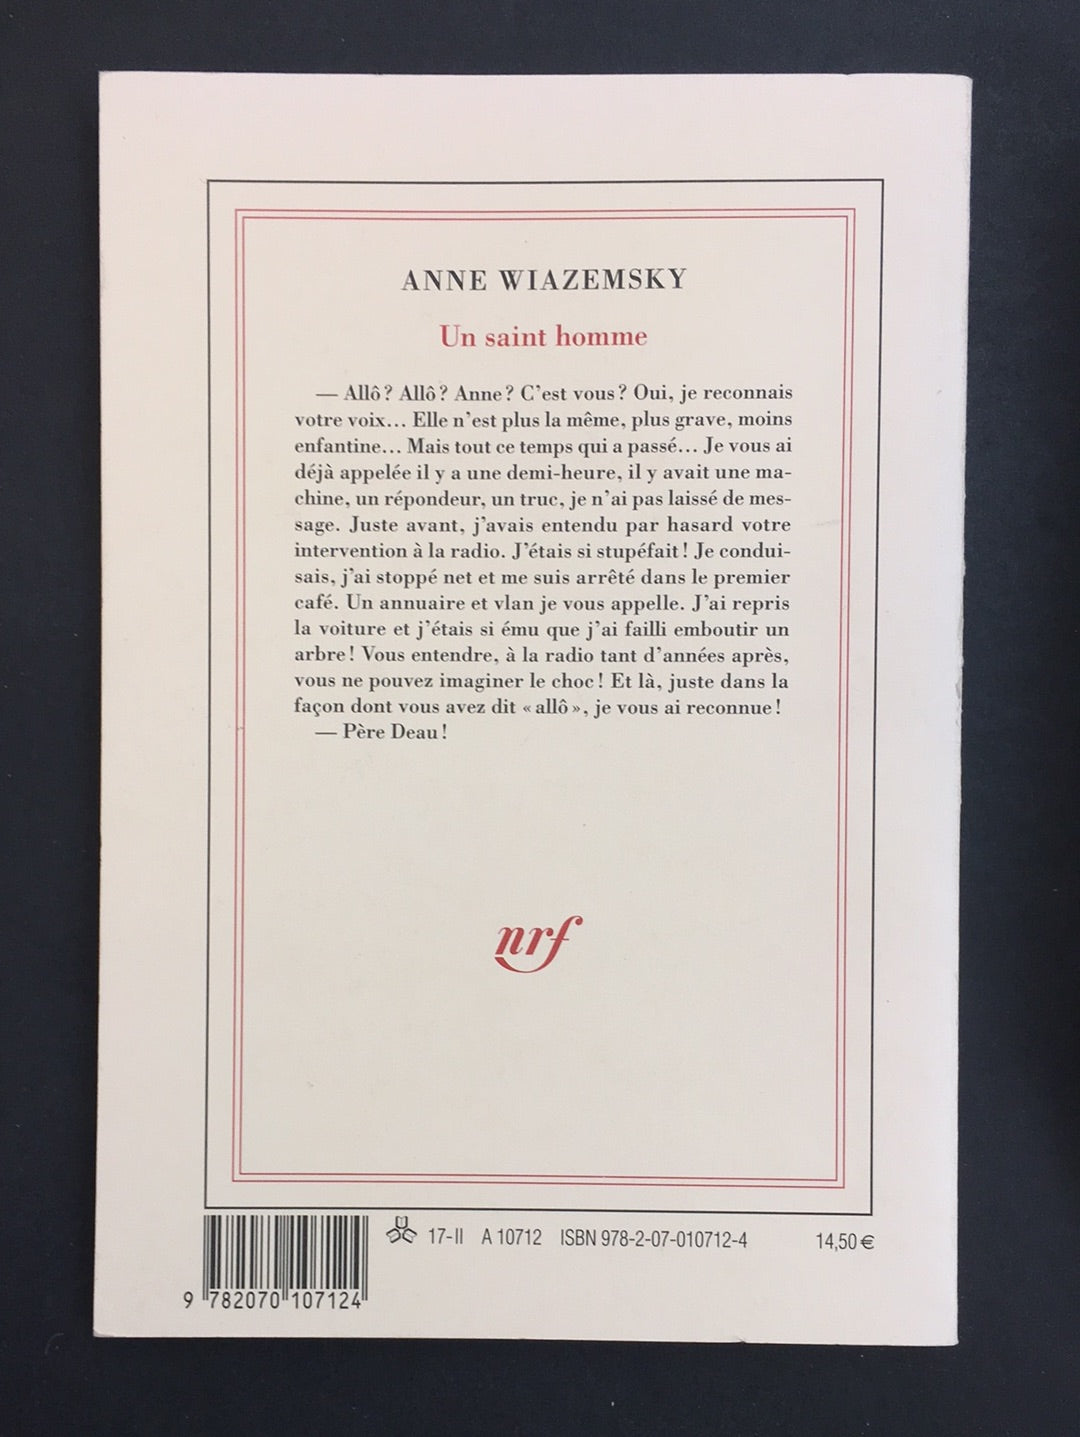 ANNE WIAZEMSKY
Un saint homme
— Allô ? Allô ? Anne ? C’est vous ? Oui, je reconnais
votre voix… Elle n’est plus la même, plus grave, moins
enfantine… Mais tout ce temps qui a passé… Je vous ai
déjà appelée il y a une demi-heure, il y avait une ma-
chine, un répondeur, un truc, je n’ai pas laissé de mes-
sage. Juste avant, j’avais entendu par hasard votre
intervention à la radio. J’étais si stupéfait ! Je condui-
sais, j’ai stoppé net et me suis arrêté dans le premier
café. Un annuaire et vlan je vous appelle. J’ai repris
la voiture et j’étais si ému que j’ai failli emboutir un
arbre ! Vous entendre, à la radio tant d’années après,
vous ne pouvez imaginer le choc ! Et là, juste dans la
façon dont vous avez dit « allô », je vous ai reconnue !
— Père Deau !
nrf
17-II A 10712 ISBN 978-2-07-010712-4 14,50 €
9 782070 107124